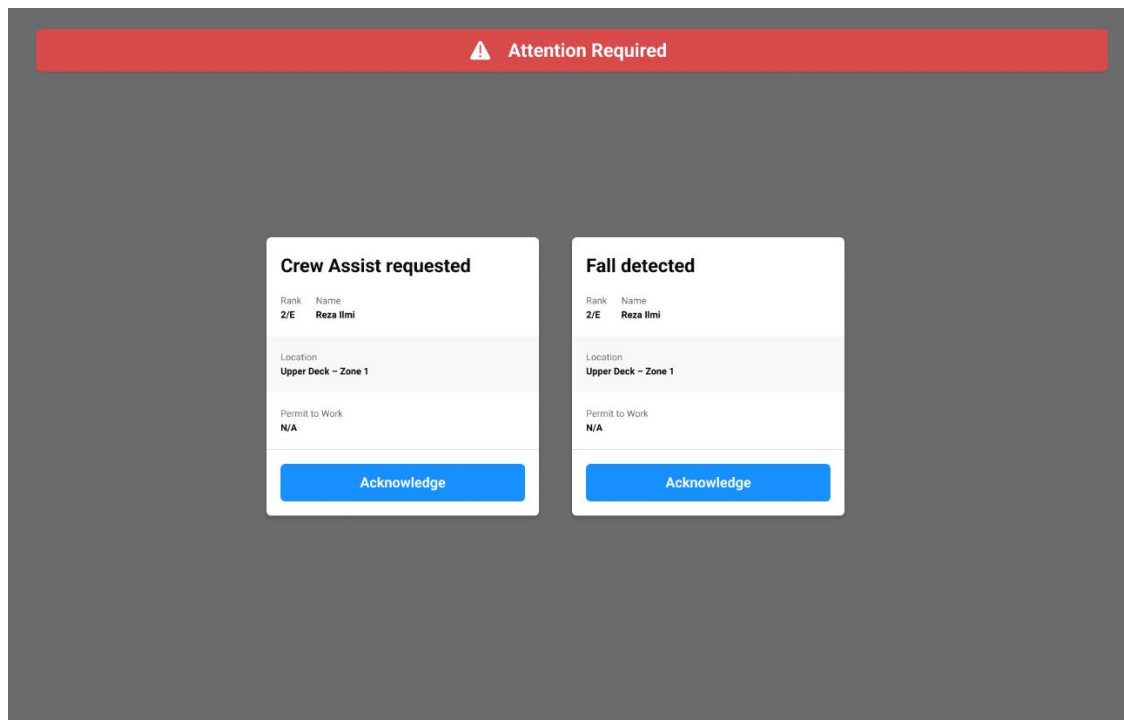 Attention Required
Crew Assist requested
Rank Name
2/E Reza Ilmi
Location
Upper Deck – Zone 1
Permit to Work
N/A
Acknowledge
Fall detected
Rank Name
2/E Reza Ilmi
Location
Upper Deck – Zone 1
Permit to Work
N/A
Acknowledge